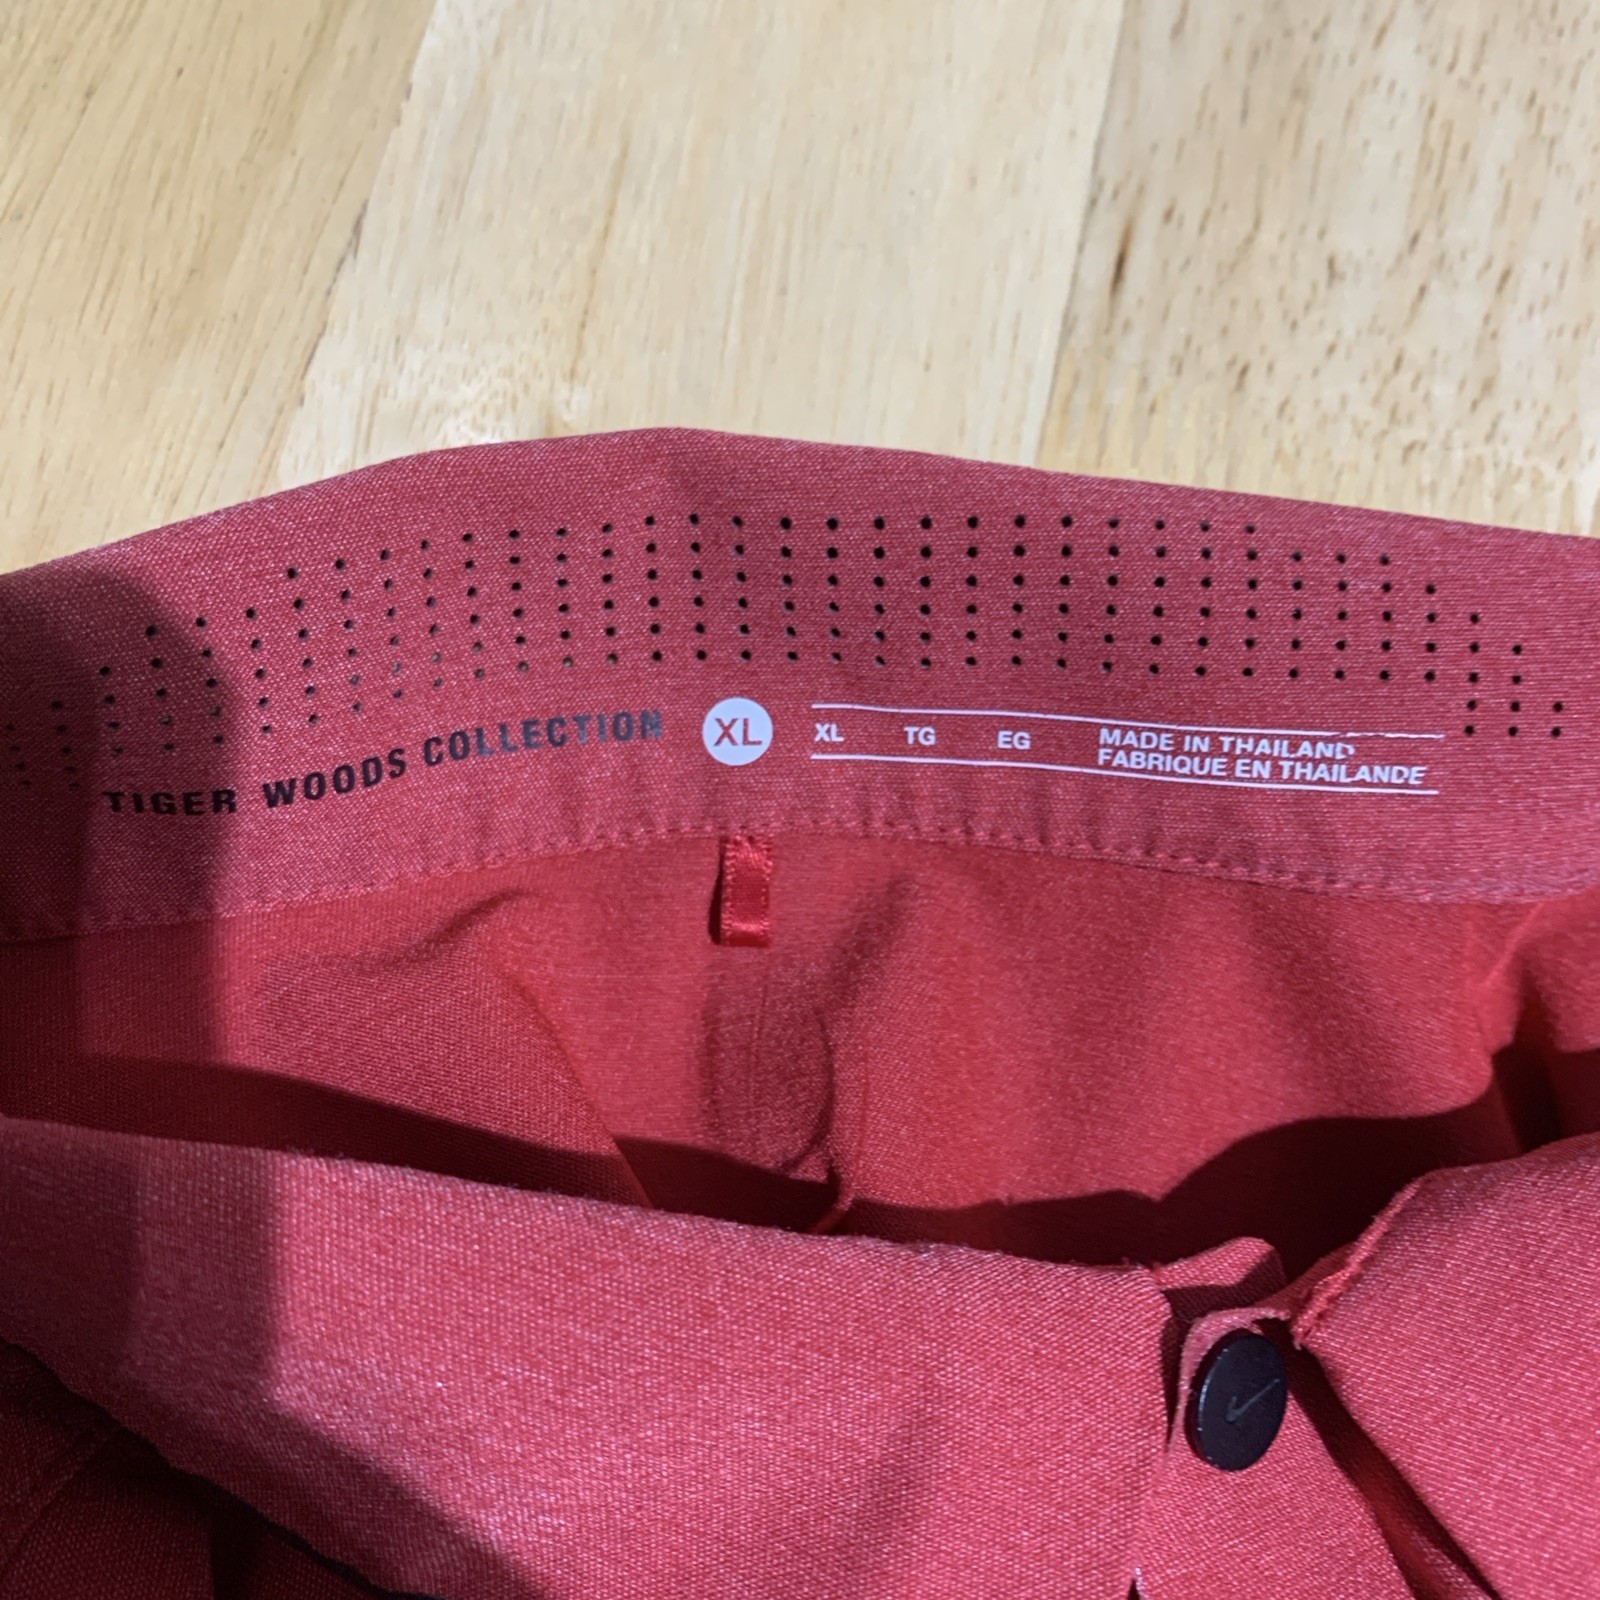 TIGER WOODS COLLECTION
XL
XL TG EG
MADE IN THAILAND
FABRIQUE EN THAILANDE